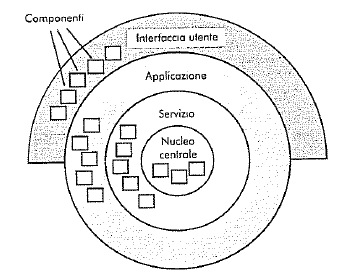 Componenti
Interfaccia utente
Applicazione
Servizio
Nucleo
centrale